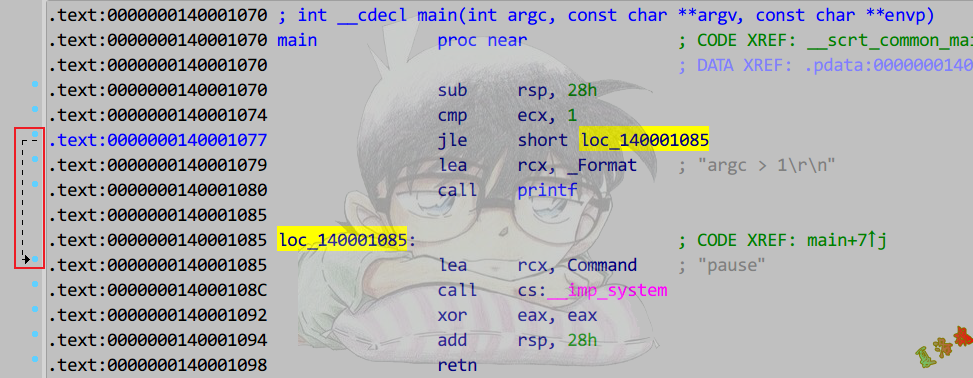 .text:0000000140001070 ; int __cdecl main(int argc, const char **argv, const char **envp)
.text:0000000140001070 main proc near ; CODE XREF: __scrt_common_ma
.text:0000000140001070 ; DATA XREF: .pdata:0000000140
.text:0000000140001070 sub rsp, 28h
.text:0000000140001074 cmp ecx, 1
.text:0000000140001077 jle short loc_140001085
.text:0000000140001079 lea rcx, _Format ; "argc > 1\r\n"
.text:0000000140001080 call printf
.text:0000000140001085
.text:0000000140001085 loc_140001085: ; CODE XREF: main+7↑j
.text:0000000140001085 lea rcx, Command ; "pause"
.text:000000014000108C call cs:__imp_system
.text:0000000140001092 xor eax, eax
.text:0000000140001094 add rsp, 28h
.text:0000000140001098 retn